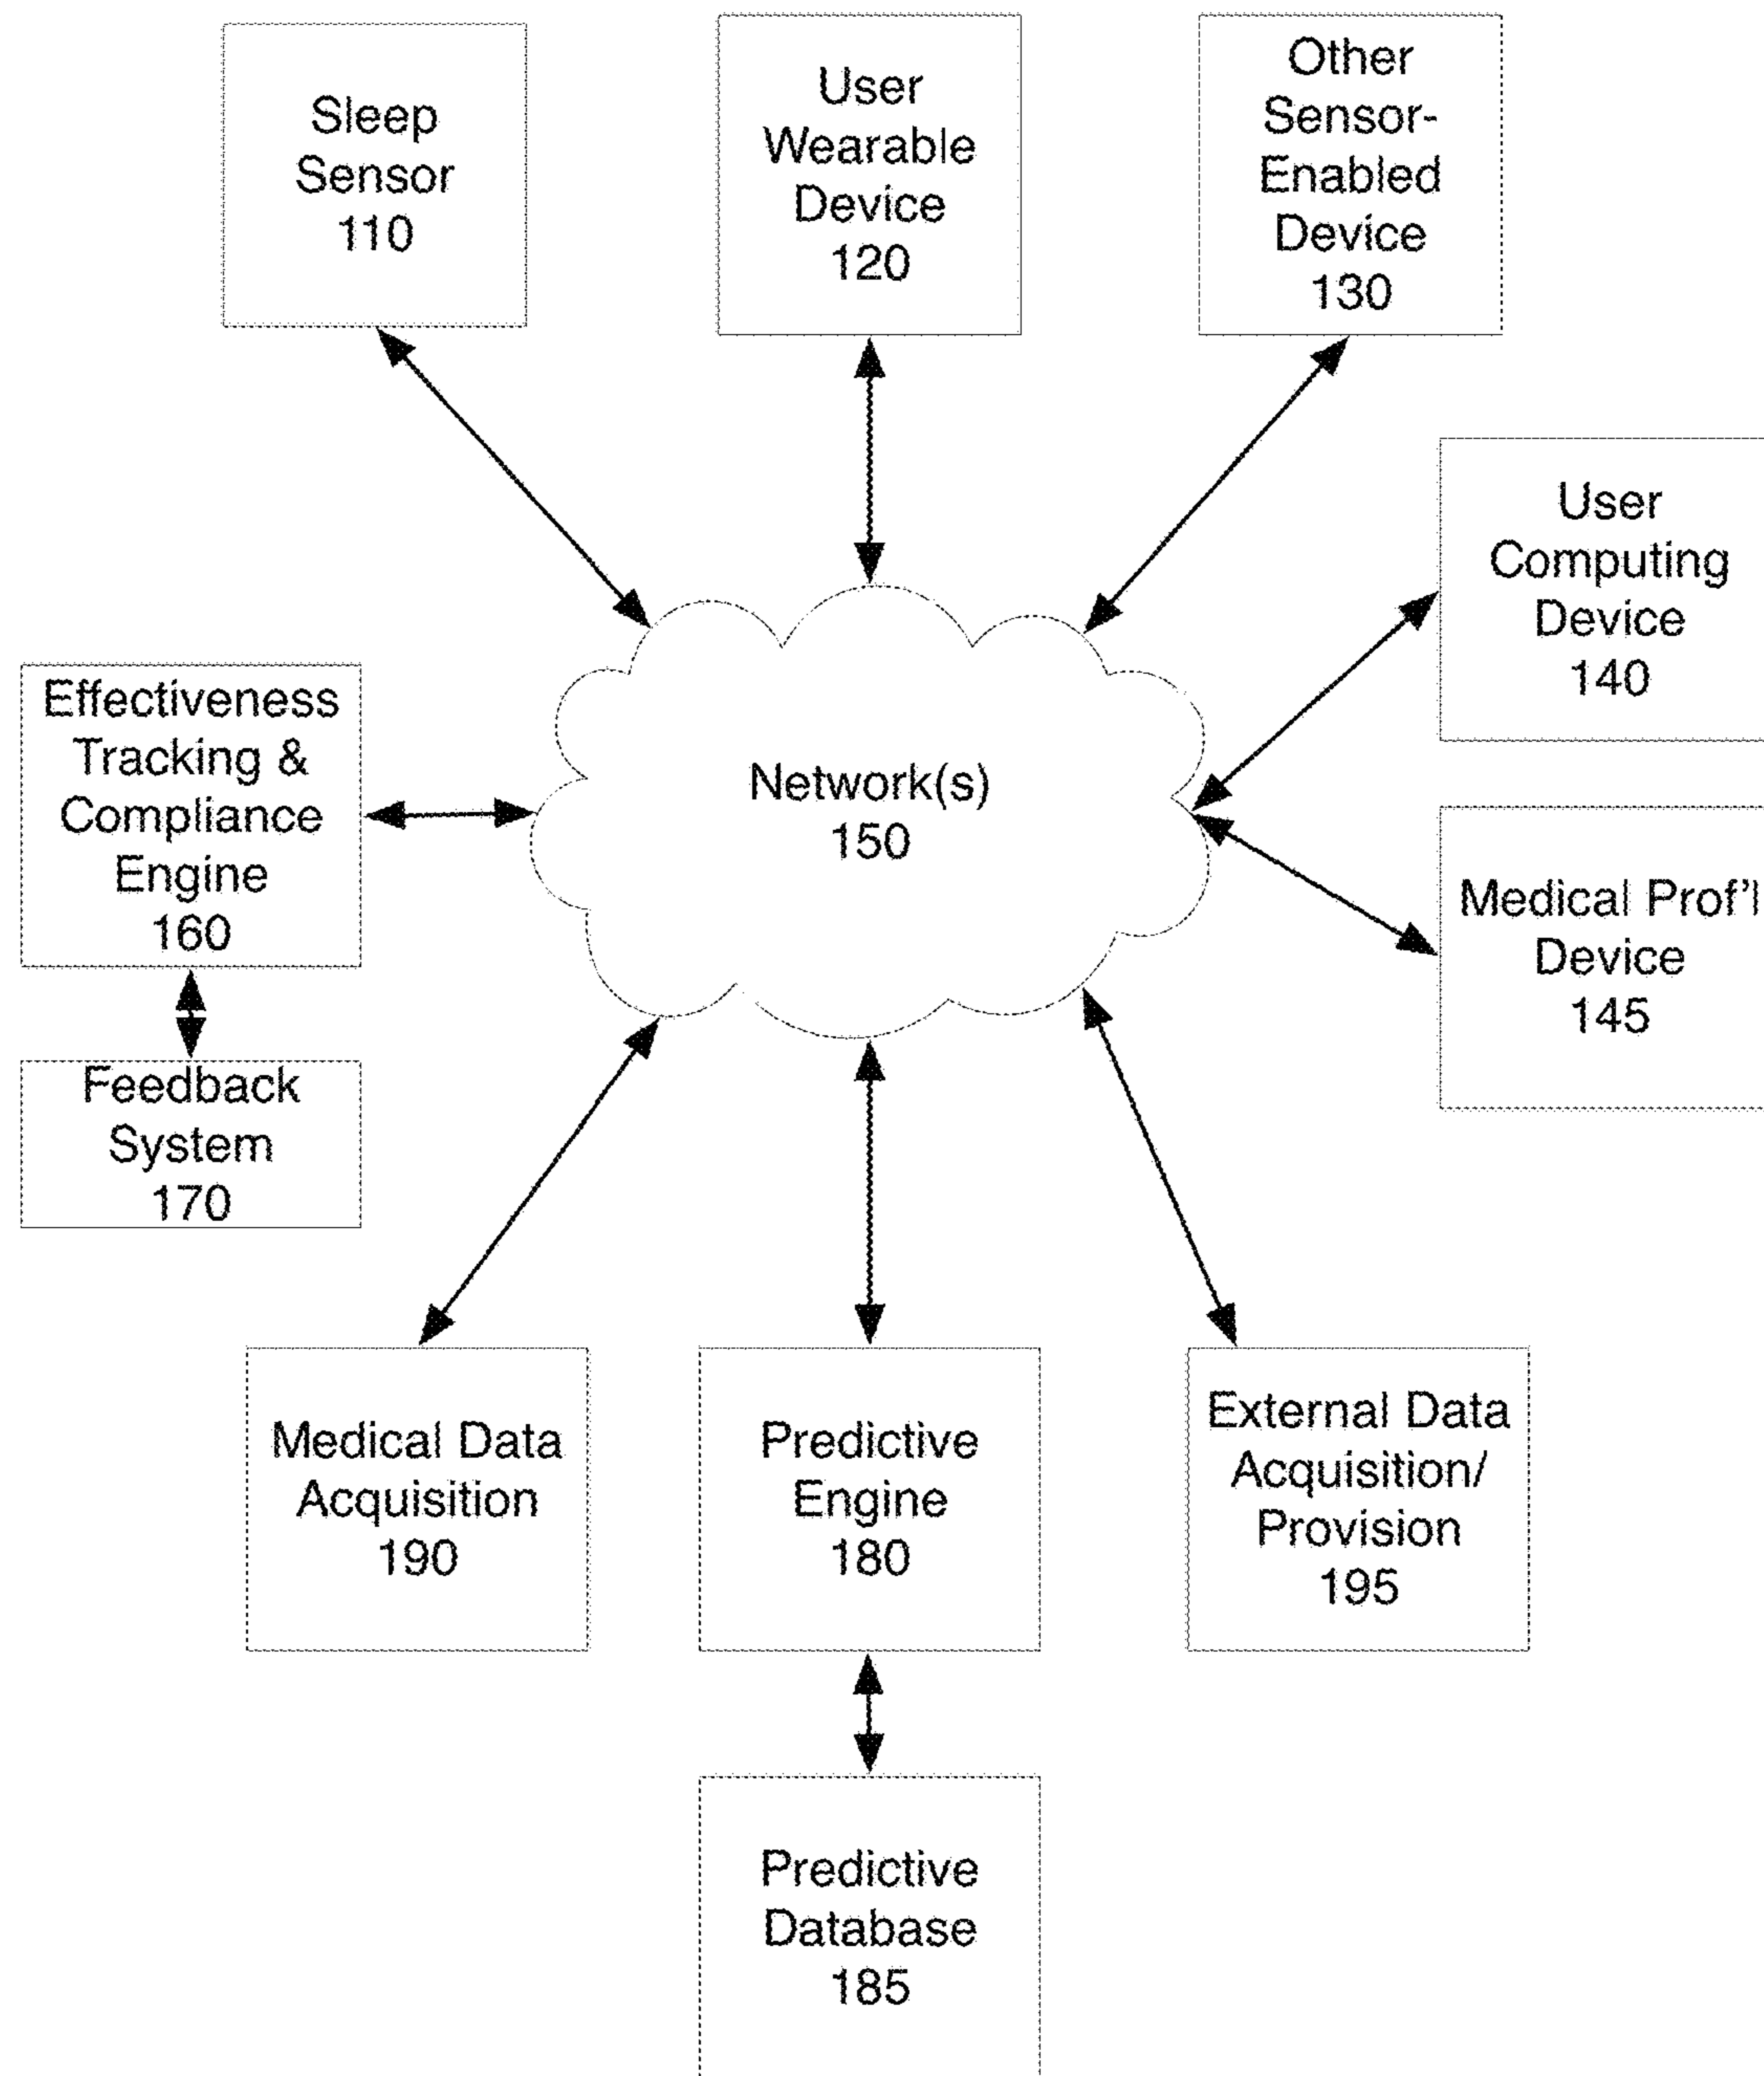 Sleep
Sensor
110
User
Wearable
Device
120
Other
Sensor-
Enabled
Device
130
User
Computing
Device
140
Effectiveness
Tracking &
Compliance
Engine
160
Network(s)
150
Medical Prof'l
Device
145
Feedback
System
170
Medical Data
Acquisition
190
Predictive
Engine
180
External Data
Acquisition/
Provision
195
Predictive
Database
185